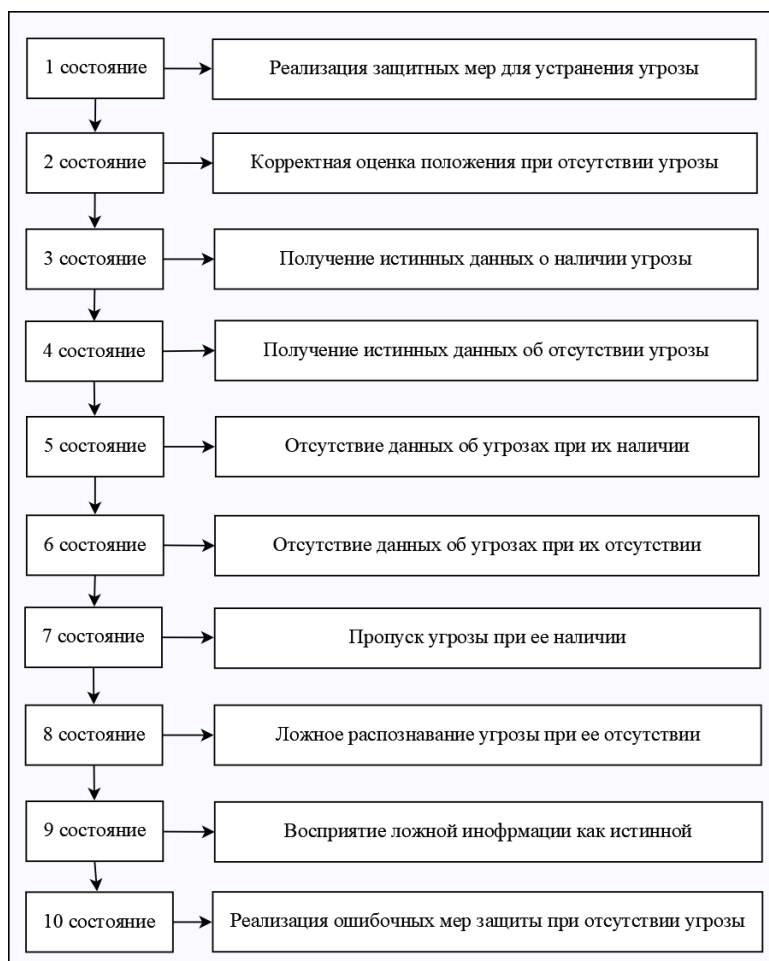 1 состояние
Реализация защитных мер для устранения угрозы
2 состояние
Корректная оценка положения при отсутствии угрозы
3 состояние
Получение истинных данных о наличии угрозы
4 состояние
Получение истинных данных об отсутствии угрозы
5 состояние
Отсутствие данных об угрозах при их наличии
6 состояние
Отсутствие данных об угрозах при их отсутствии
7 состояние
Пропуск угрозы при ее наличии
8 состояние
Ложное распознавание угрозы при ее отсутствии
9 состояние
Восприятие ложной инофрмации как истинной
10 состояние
Реализация ошибочных мер защиты при отсутствии угрозы